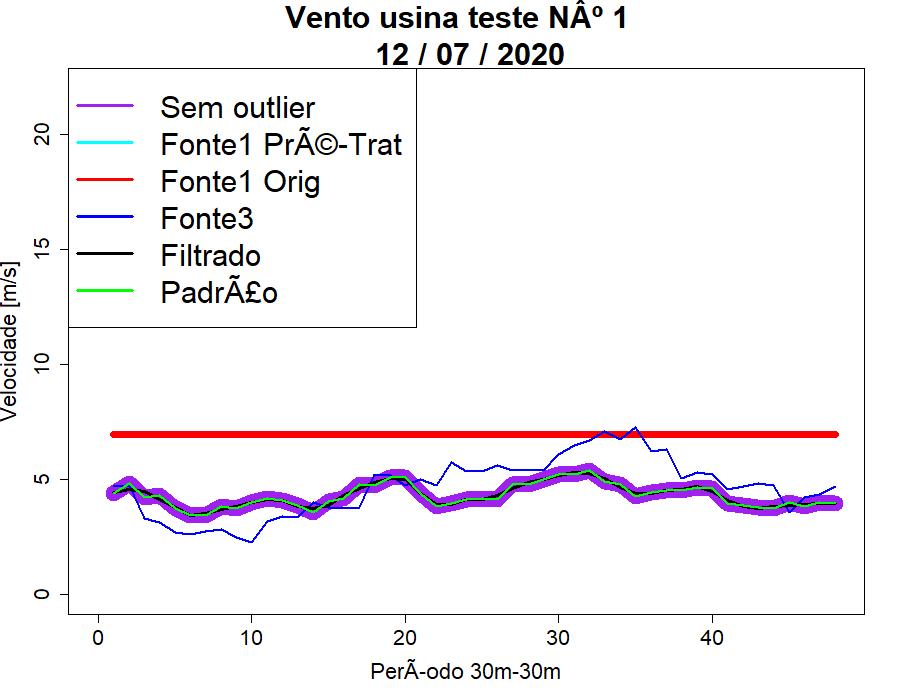 Vento usina teste NÂº 1
12 / 07 / 2020
Sem outlier
Fonte1 PrÃ©-Trat
Fonte1 Orig
Fonte3
Filtrado
PadrÃ£o
Velocidade [m/s]
20
15
10
5
0
0 10 20 30 40
PerÃ-odo 30m-30m